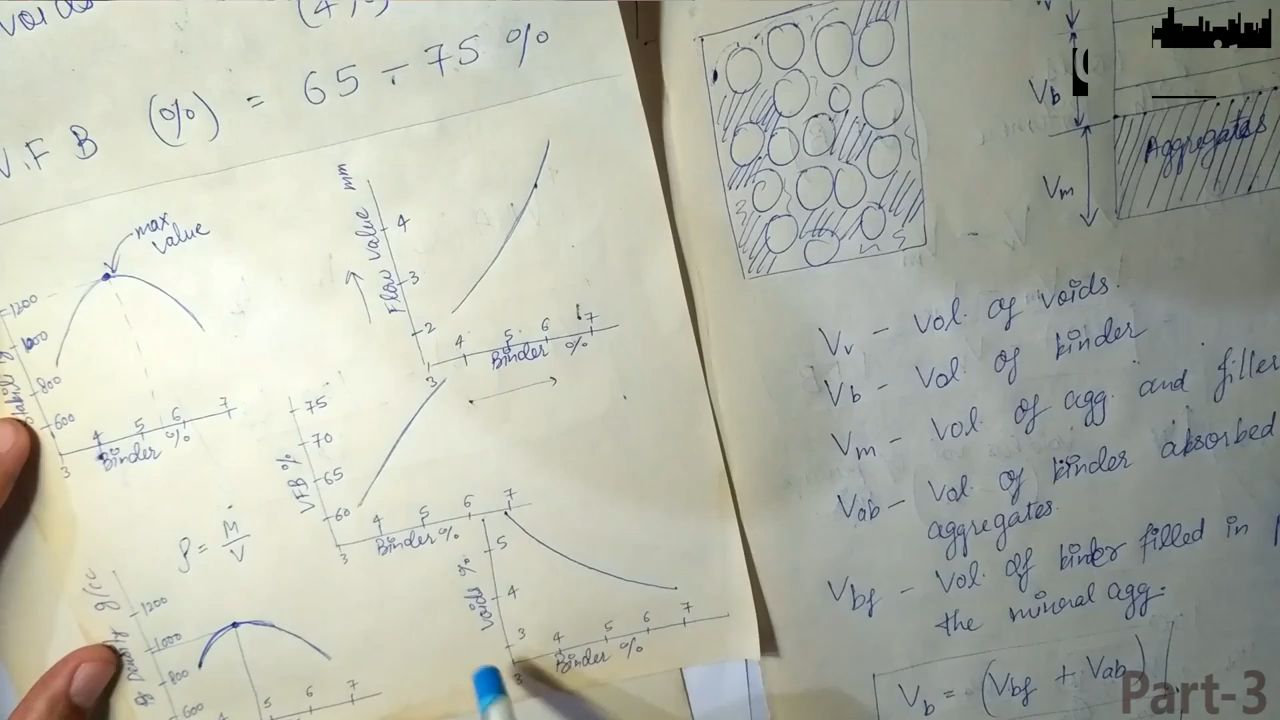 voids
(4%)
V.F B (%) = 65 - 75 %
max
value
1200
1000
800
600
3 4 5 6 7
Binder %
Flow value mm
4
3
2
3 4 5 6 7
Binder %
VFB %
75
70
65
60
3 4 5 6 7
Binder %
ρ = M/V
g/cc
1200
1000
800
600
5 6 7
Voids %
5
4
3
3 4 5 6 7
Binder %
Vb
Vm
Aggregates
Vv - Vol. of voids.
Vb - Vol. of binder
Vm - Vol. of agg. and filler
Vab - Vol. of binder absorbed
aggregates.
Vbf - Vol. of binder filled in
the mineral agg.
Vb = (Vbf + Vab)
Part-3